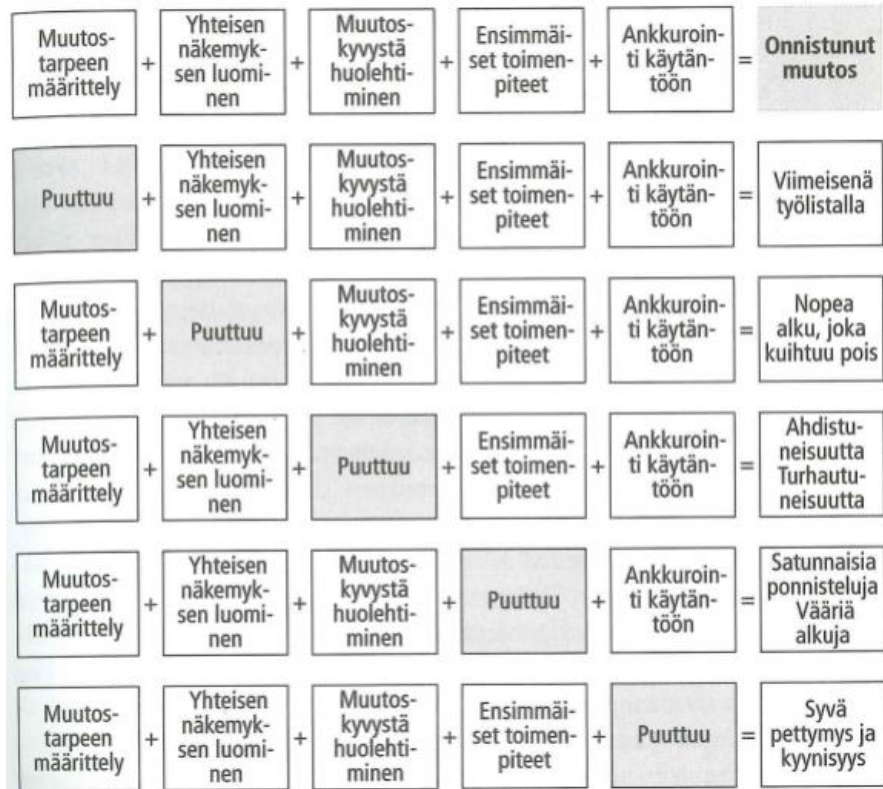 Muutos-
tarpeen
määrittely
+
Yhteisen
näkemyk-
sen luomi-
nen
+
Muutos-
kyvystä
huolehti-
minen
+
Ensimmäi-
set toimen-
piteet
+
Ankkuroin-
ti käytän-
töön
=
Onnistunut
muutos
Puuttuu
+
Yhteisen
näkemyk-
sen luomi-
nen
+
Muutos-
kyvystä
huolehti-
minen
+
Ensimmäi-
set toimen-
piteet
+
Ankkuroin-
ti käytän-
töön
=
Viimeisenä
työlistalla
Muutos-
tarpeen
määrittely
+
Puuttuu
+
Muutos-
kyvystä
huolehti-
minen
+
Ensimmäi-
set toimen-
piteet
+
Ankkuroin-
ti käytän-
töön
=
Nopea
alku, joka
kuihtuu pois
Muutos-
tarpeen
määrittely
+
Yhteisen
näkemyk-
sen luomi-
nen
+
Puuttuu
+
Ensimmäi-
set toimen-
piteet
+
Ankkuroin-
ti käytän-
töön
=
Ahdistu-
neisuutta
Turhautu-
neisuutta
Muutos-
tarpeen
määrittely
+
Yhteisen
näkemyk-
sen luomi-
nen
+
Muutos-
kyvystä
huolehti-
minen
+
Puuttuu
+
Ankkuroin-
ti käytän-
töön
=
Satunnaisia
ponnisteluja
Vääriä
alkuja
Muutos-
tarpeen
määrittely
+
Yhteisen
näkemyk-
sen luomi-
nen
+
Muutos-
kyvystä
huolehti-
minen
+
Ensimmäi-
set toimen-
piteet
+
Puuttuu
=
Syvä
pettymys ja
kyynisyys